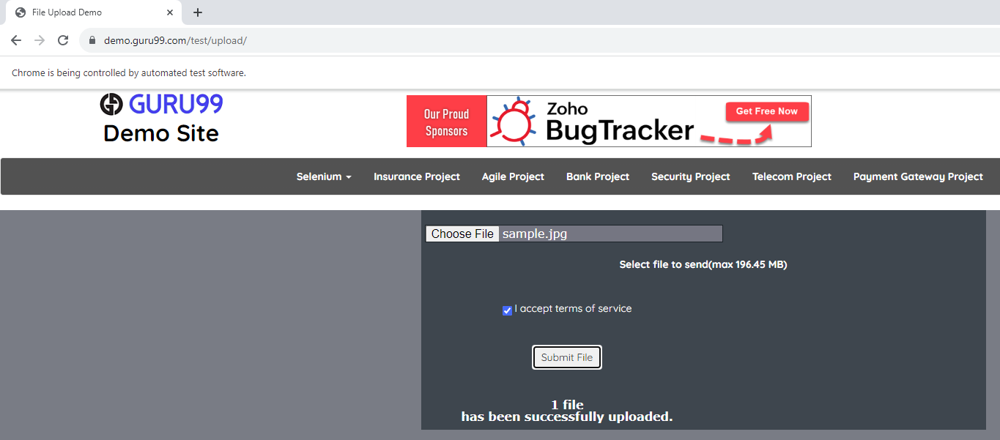 File Upload Demo
demo.guru99.com/test/upload/
Chrome is being controlled by automated test software.
GURU99
Demo Site
Our Proud
Sponsors
Zoho
BugTracker
Get Free Now
Selenium
Insurance Project
Agile Project
Bank Project
Security Project
Telecom Project
Payment Gateway Project
Choose File sample.jpg
Select file to send(max 196.45 MB)
I accept terms of service
Submit File
1 file
has been successfully uploaded.